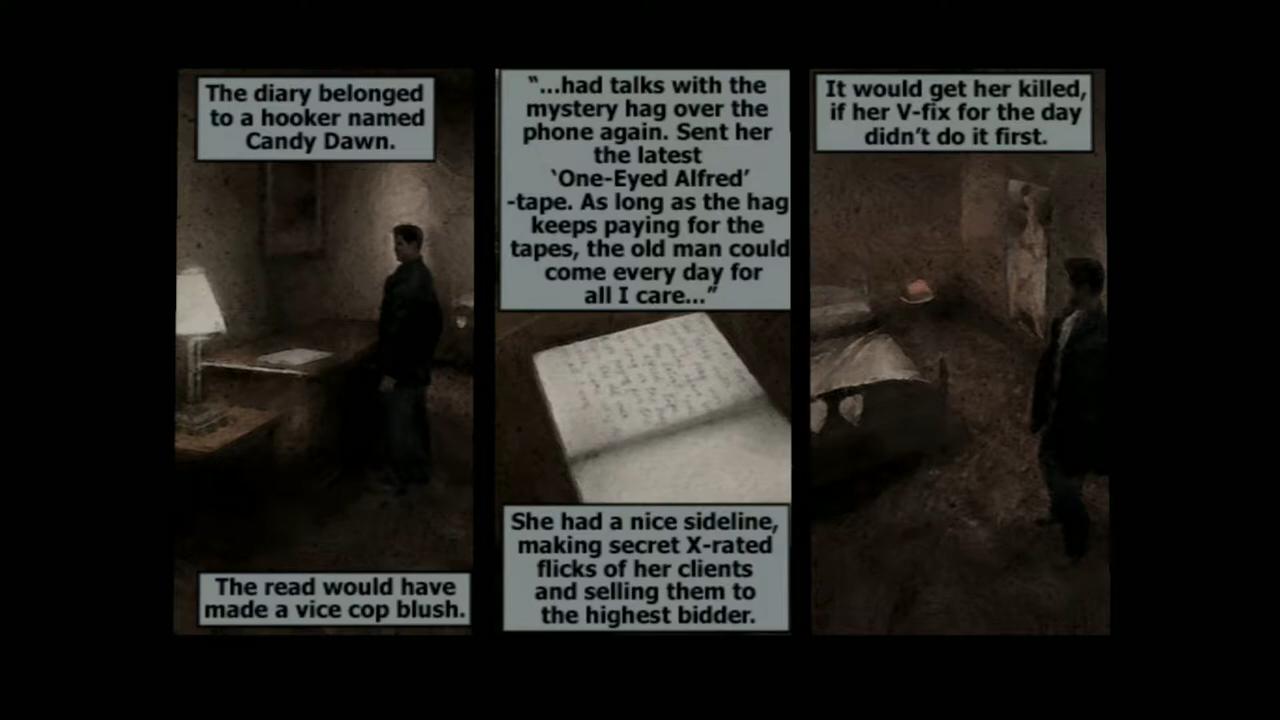 The diary belonged
to a hooker named
Candy Dawn.
The read would have
made a vice cop blush.
“...had talks with the
mystery hag over the
phone again. Sent her
the latest
‘One-Eyed Alfred’
-tape. As long as the hag
keeps paying for the
tapes, the old man could
come every day for
all I care...”
She had a nice sideline,
making secret X-rated
flicks of her clients
and selling them to
the highest bidder.
It would get her killed,
if her V-fix for the day
didn’t do it first.